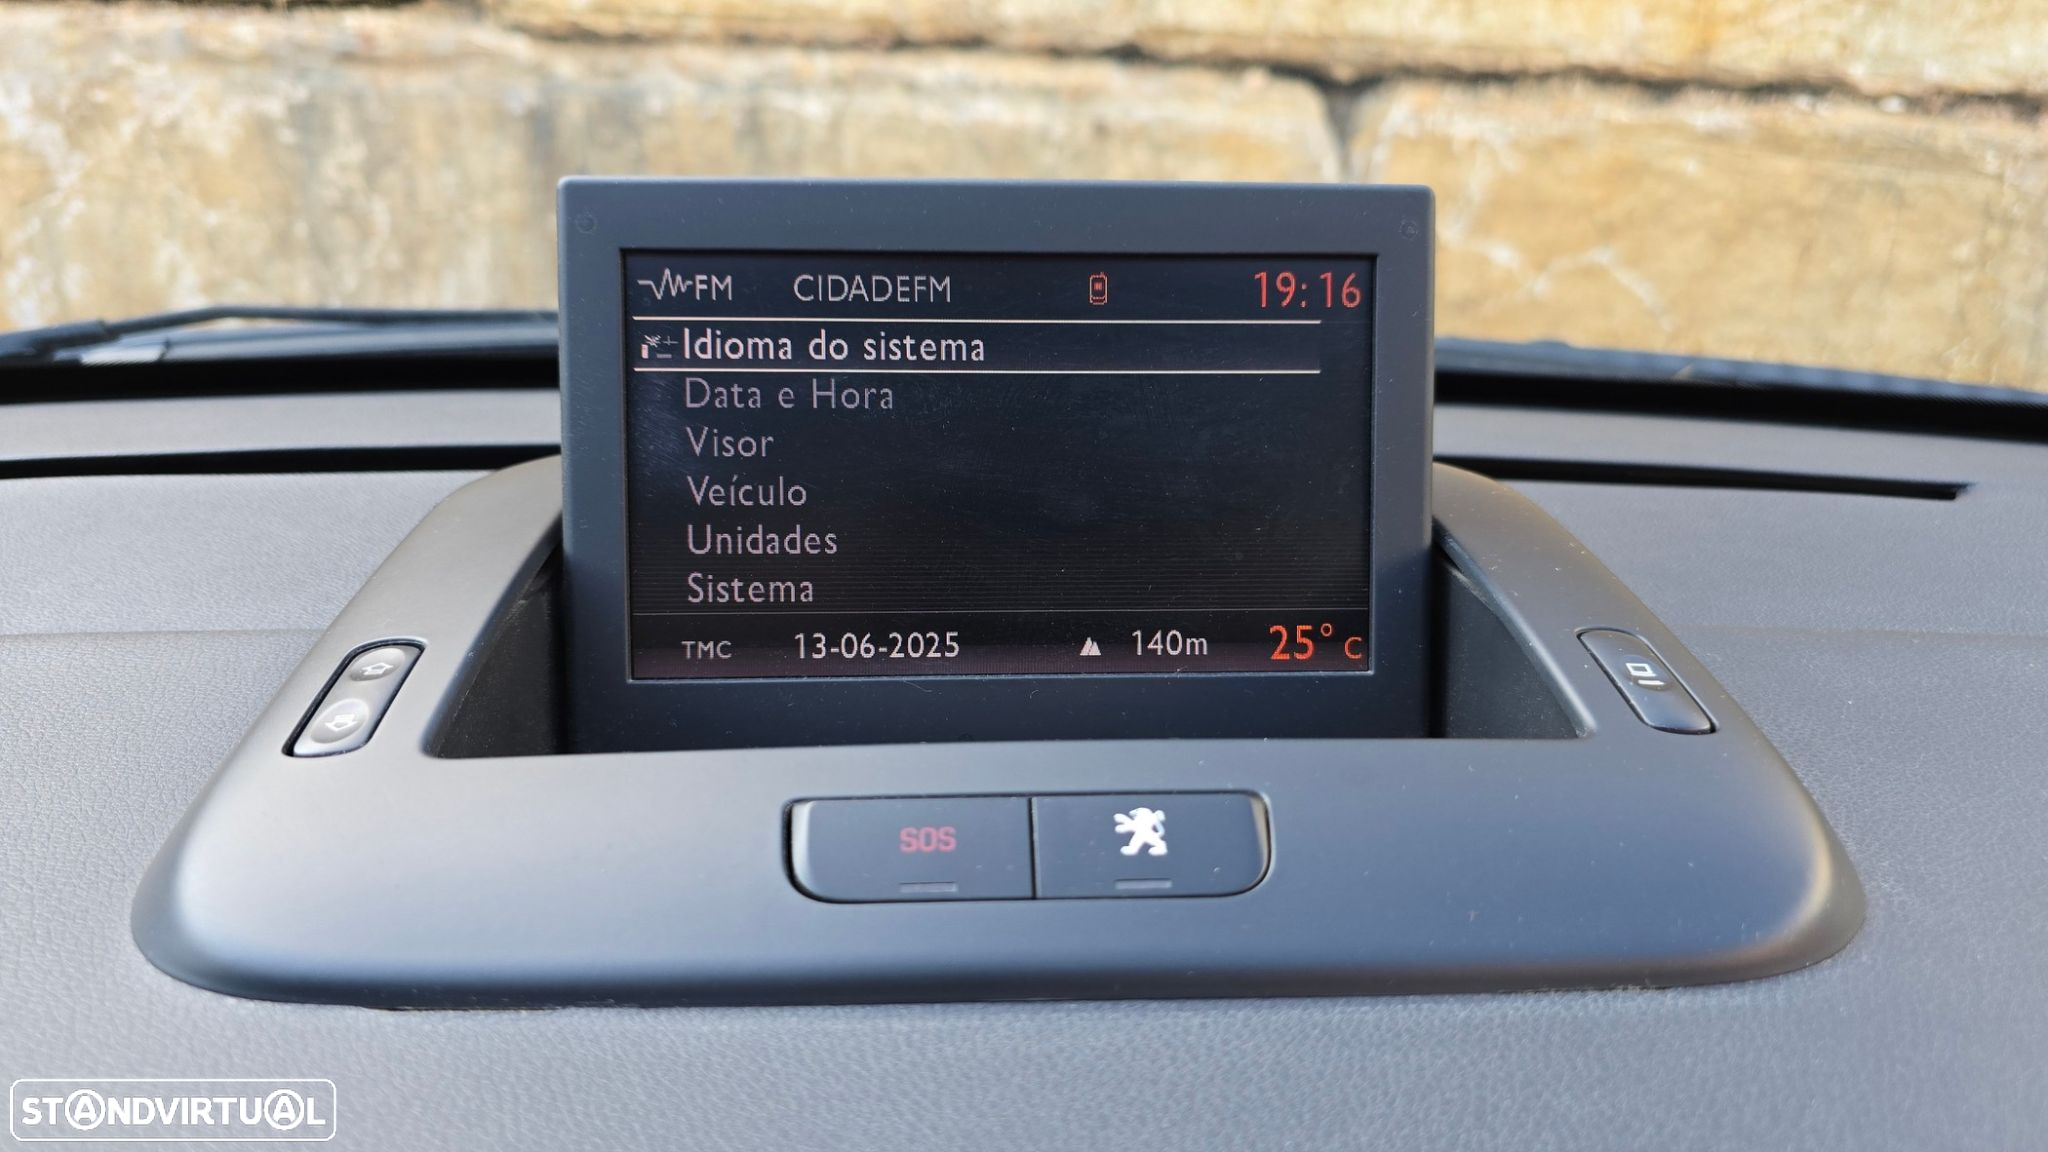 FM CIDADEFM 19:16
Idioma do sistema
Data e Hora
Visor
Veículo
Unidades
Sistema
TMC 13-06-2025 140m 25° C
SOS
STANDVIRTUAL